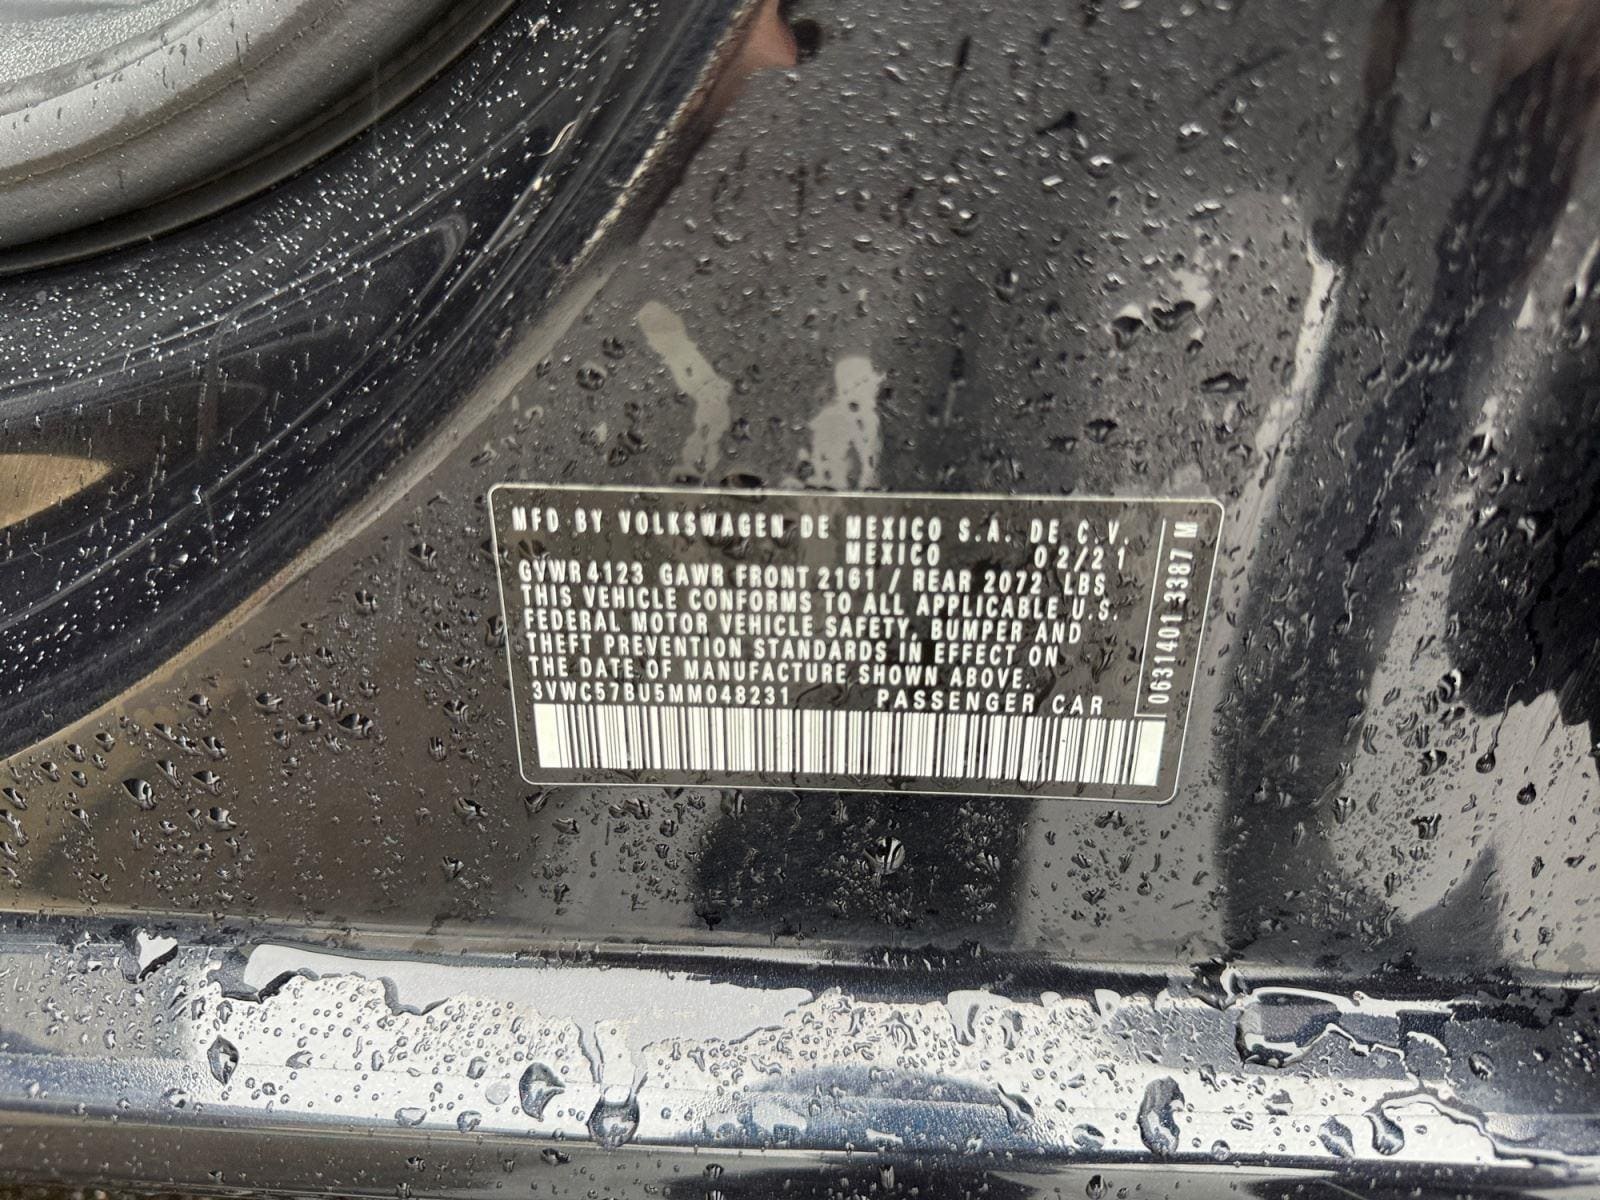 MFD BY VOLKSWAGEN DE MEXICO S.A. DE C.V.
MEXICO 02/21
GVWR 4123 GAWR FRONT 2161 / REAR 2072 LBS
THIS VEHICLE CONFORMS TO ALL APPLICABLE U.S.
FEDERAL MOTOR VEHICLE SAFETY, BUMPER AND
THEFT PREVENTION STANDARDS IN EFFECT ON
THE DATE OF MANUFACTURE SHOWN ABOVE.
3VWC57BU5MM048231 PASSENGER CAR
0631401 3387 M